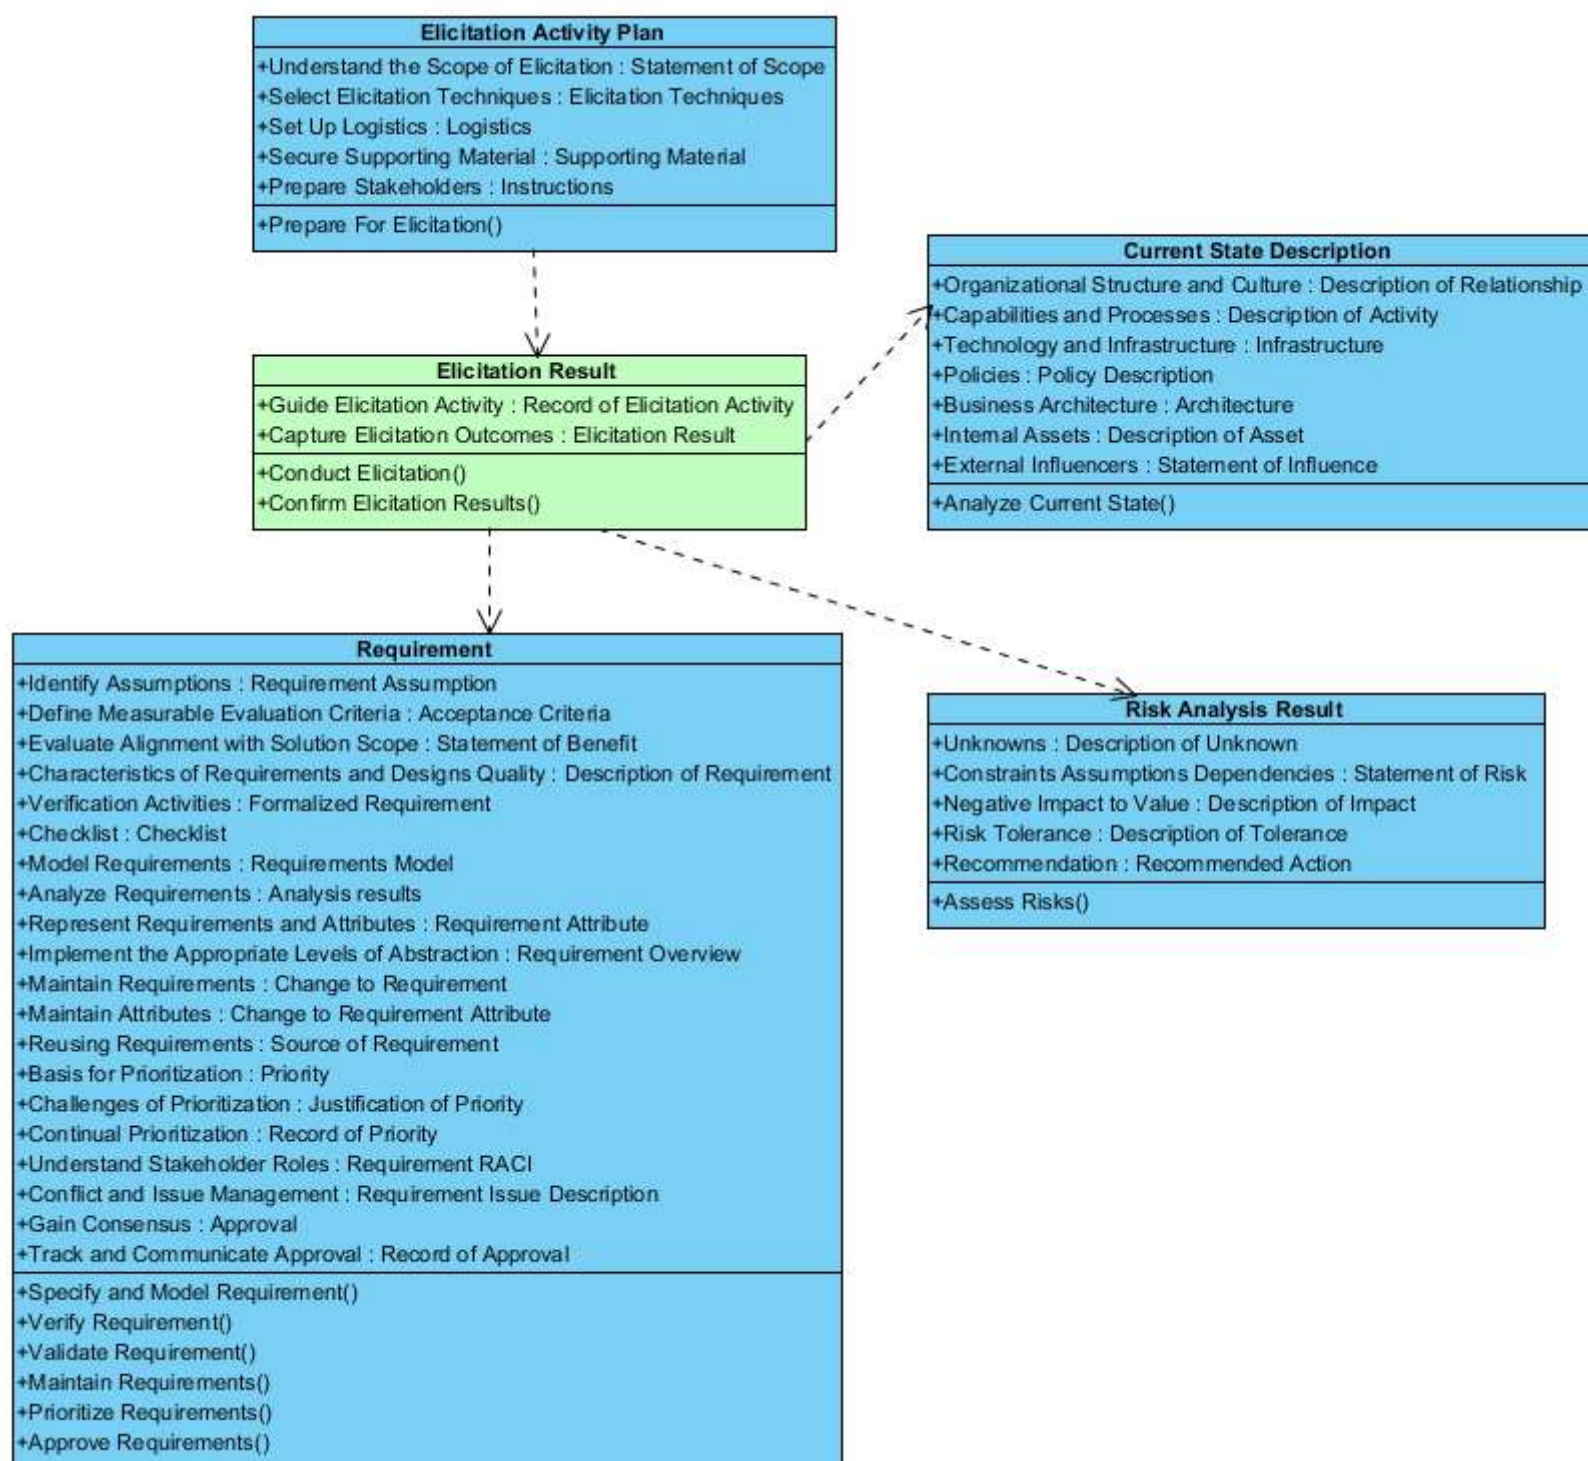 Elicitation Activity Plan
+Understand the Scope of Elicitation : Statement of Scope
+Select Elicitation Techniques : Elicitation Techniques
+Set Up Logistics : Logistics
+Secure Supporting Material : Supporting Material
+Prepare Stakeholders : Instructions
+Prepare For Elicitation()
Current State Description
+Organizational Structure and Culture : Description of Relationship
+Capabilities and Processes : Description of Activity
+Technology and Infrastructure : Infrastructure
+Policies : Policy Description
+Business Architecture : Architecture
+Internal Assets : Description of Asset
+External Influencers : Statement of Influence
+Analyze Current State()
Elicitation Result
+Guide Elicitation Activity : Record of Elicitation Activity
+Capture Elicitation Outcomes : Elicitation Result
+Conduct Elicitation()
+Confirm Elicitation Results()
Requirement
+Identify Assumptions : Requirement Assumption
+Define Measurable Evaluation Criteria : Acceptance Criteria
+Evaluate Alignment with Solution Scope : Statement of Benefit
+Characteristics of Requirements and Designs Quality : Description of Requirement
+Verification Activities : Formalized Requirement
+Checklist : Checklist
+Model Requirements : Requirements Model
+Analyze Requirements : Analysis results
+Represent Requirements and Attributes : Requirement Attribute
+Implement the Appropriate Levels of Abstraction : Requirement Overview
+Maintain Requirements : Change to Requirement
+Maintain Attributes : Change to Requirement Attribute
+Reusing Requirements : Source of Requirement
+Basis for Prioritization : Priority
+Challenges of Prioritization : Justification of Priority
+Continual Prioritization : Record of Priority
+Understand Stakeholder Roles : Requirement RACI
+Conflict and Issue Management : Requirement Issue Description
+Gain Consensus : Approval
+Track and Communicate Approval : Record of Approval
+Specify and Model Requirement()
+Verify Requirement()
+Validate Requirement()
+Maintain Requirements()
+Prioritize Requirements()
+Approve Requirements()
Risk Analysis Result
+Unknowns : Description of Unknown
+Constraints Assumptions Dependencies : Statement of Risk
+Negative Impact to Value : Description of Impact
+Risk Tolerance : Description of Tolerance
+Recommendation : Recommended Action
+Assess Risks()